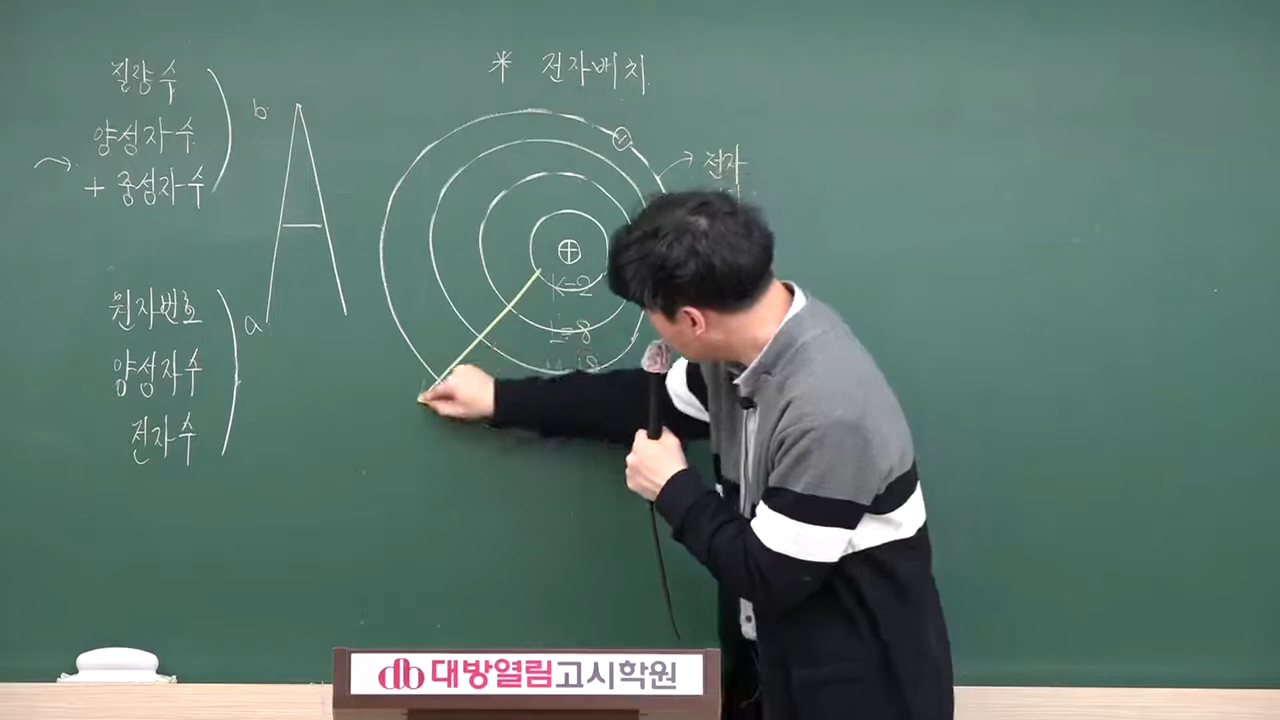 * 전자배치
질량수
양성자수
+ 중성자수
b
A
a
원자번호
양성자수
전자수
→ 전자
⊕
K=2
L=8
대방열림고시학원